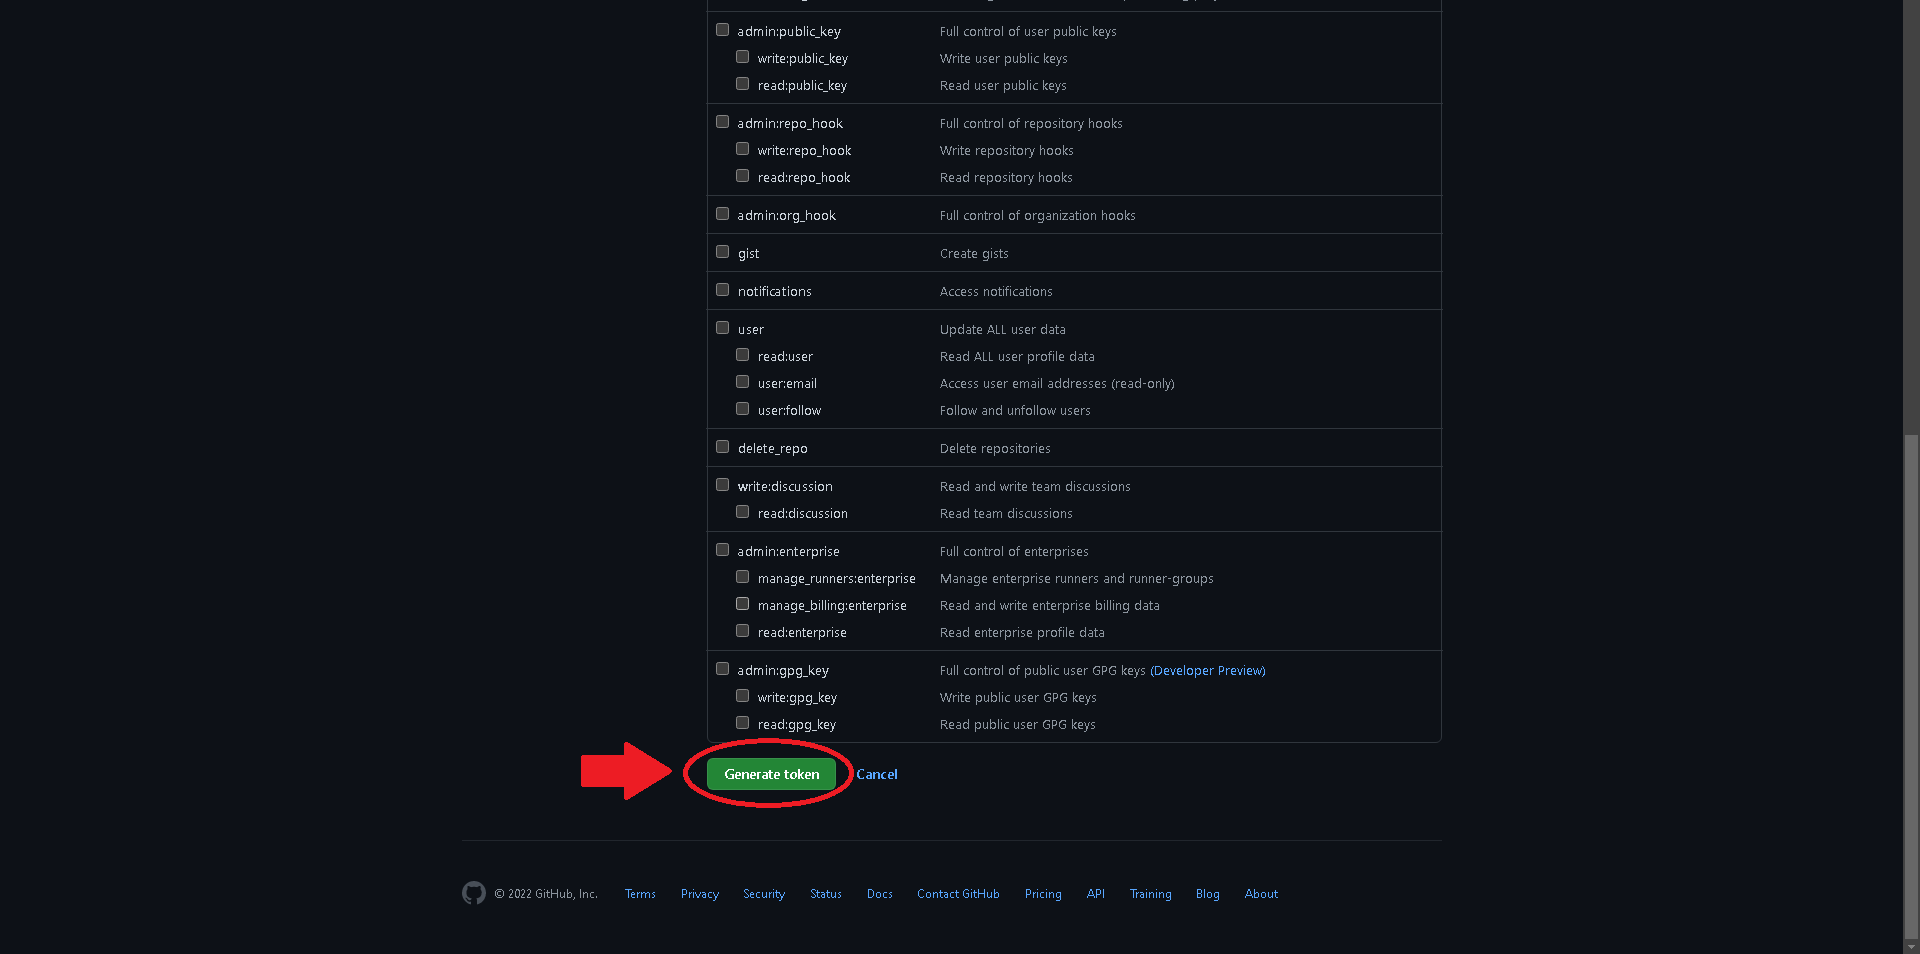 admin:public_key Full control of user public keys
write:public_key Write user public keys
read:public_key Read user public keys
admin:repo_hook Full control of repository hooks
write:repo_hook Write repository hooks
read:repo_hook Read repository hooks
admin:org_hook Full control of organization hooks
gist Create gists
notifications Access notifications
user Update ALL user data
read:user Read ALL user profile data
user:email Access user email addresses (read-only)
user:follow Follow and unfollow users
delete_repo Delete repositories
write:discussion Read and write team discussions
read:discussion Read team discussions
admin:enterprise Full control of enterprises
manage_runners:enterprise Manage enterprise runners and runner-groups
manage_billing:enterprise Read and write enterprise billing data
read:enterprise Read enterprise profile data
admin:gpg_key Full control of public user GPG keys (Developer Preview)
write:gpg_key Write public user GPG keys
read:gpg_key Read public user GPG keys
Generate token Cancel
© 2022 GitHub, Inc. Terms Privacy Security Status Docs Contact GitHub Pricing API Training Blog About